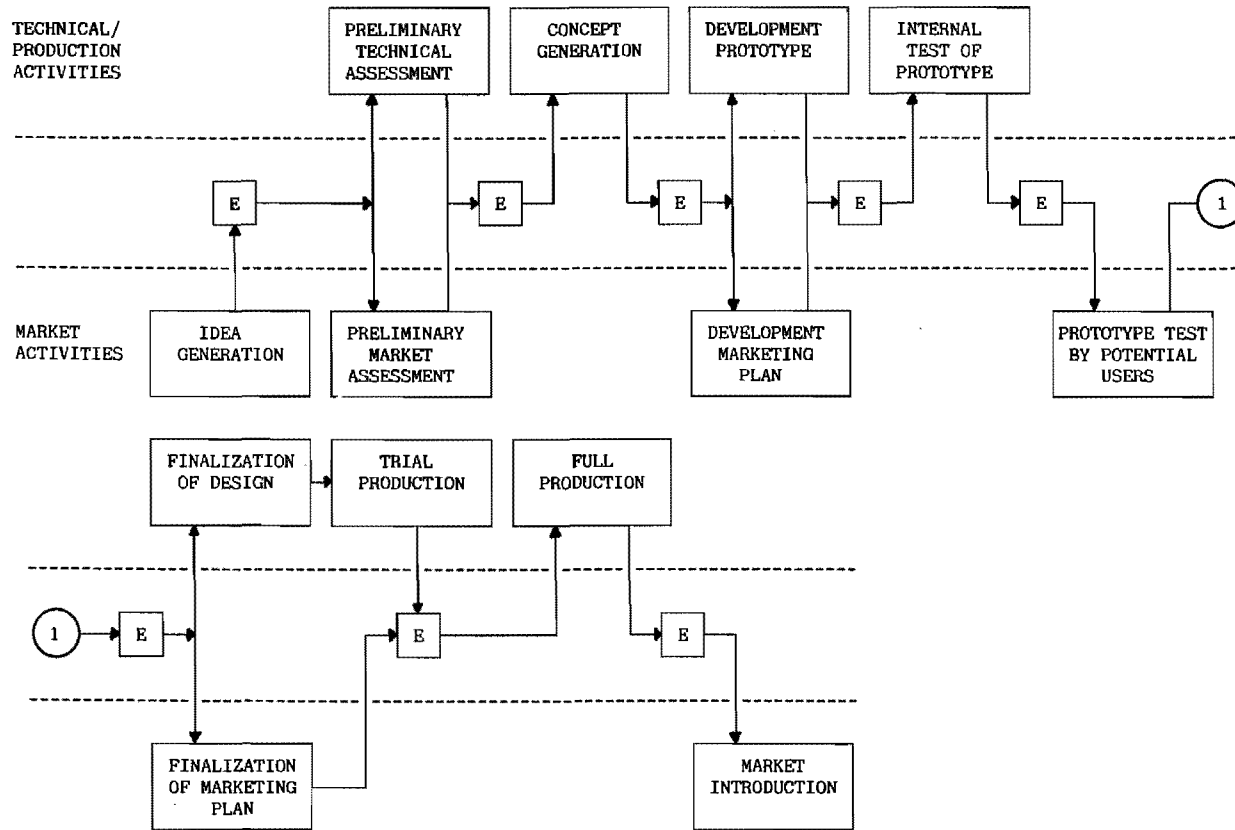 TECHNICAL/
PRODUCTION
ACTIVITIES
PRELIMINARY
TECHNICAL
ASSESSMENT
CONCEPT
GENERATION
DEVELOPMENT
PROTOTYPE
INTERNAL
TEST OF
PROTOTYPE
E
E
E
E
E
1
MARKET
ACTIVITIES
IDEA
GENERATION
PRELIMINARY
MARKET
ASSESSMENT
DEVELOPMENT
MARKETING
PLAN
PROTOTYPE TEST
BY POTENTIAL
USERS
FINALIZATION
OF DESIGN
TRIAL
PRODUCTION
FULL
PRODUCTION
1
E
E
E
FINALIZATION
OF MARKETING
PLAN
MARKET
INTRODUCTION